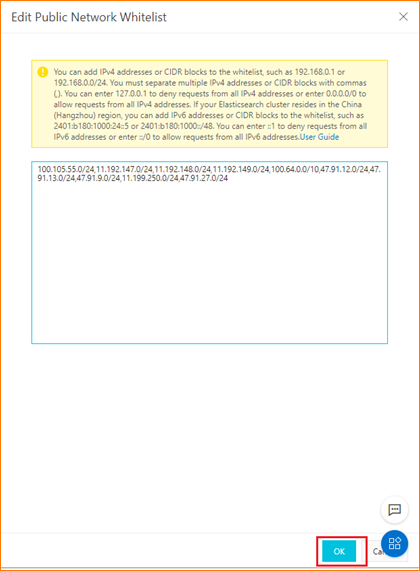 Edit Public Network Whitelist
You can add IPv4 addresses or CIDR blocks to the whitelist, such as 192.168.0.1 or
192.168.0.0/24. You must separate multiple IPv4 addresses or CIDR blocks with commas
(,). You can enter 127.0.0.1 to deny requests from all IPv4 addresses or enter 0.0.0.0/0 to
allow requests from all IPv4 addresses. If your Elasticsearch cluster resides in the China
(Hangzhou) region, you can add IPv6 addresses or CIDR blocks to the whitelist, such as
2401:b180:1000:24::5 or 2401:b180:1000::/48. You can enter ::1 to deny requests from all
IPv6 addresses or enter ::/0 to allow requests from all IPv6 addresses.User Guide
100.105.55.0/24,11.192.147.0/24,11.192.148.0/24,11.192.149.0/24,100.64.0.0/10,47.91.12.0/24,47.
91.13.0/24,47.91.9.0/24,11.199.250.0/24,47.91.27.0/24
OK